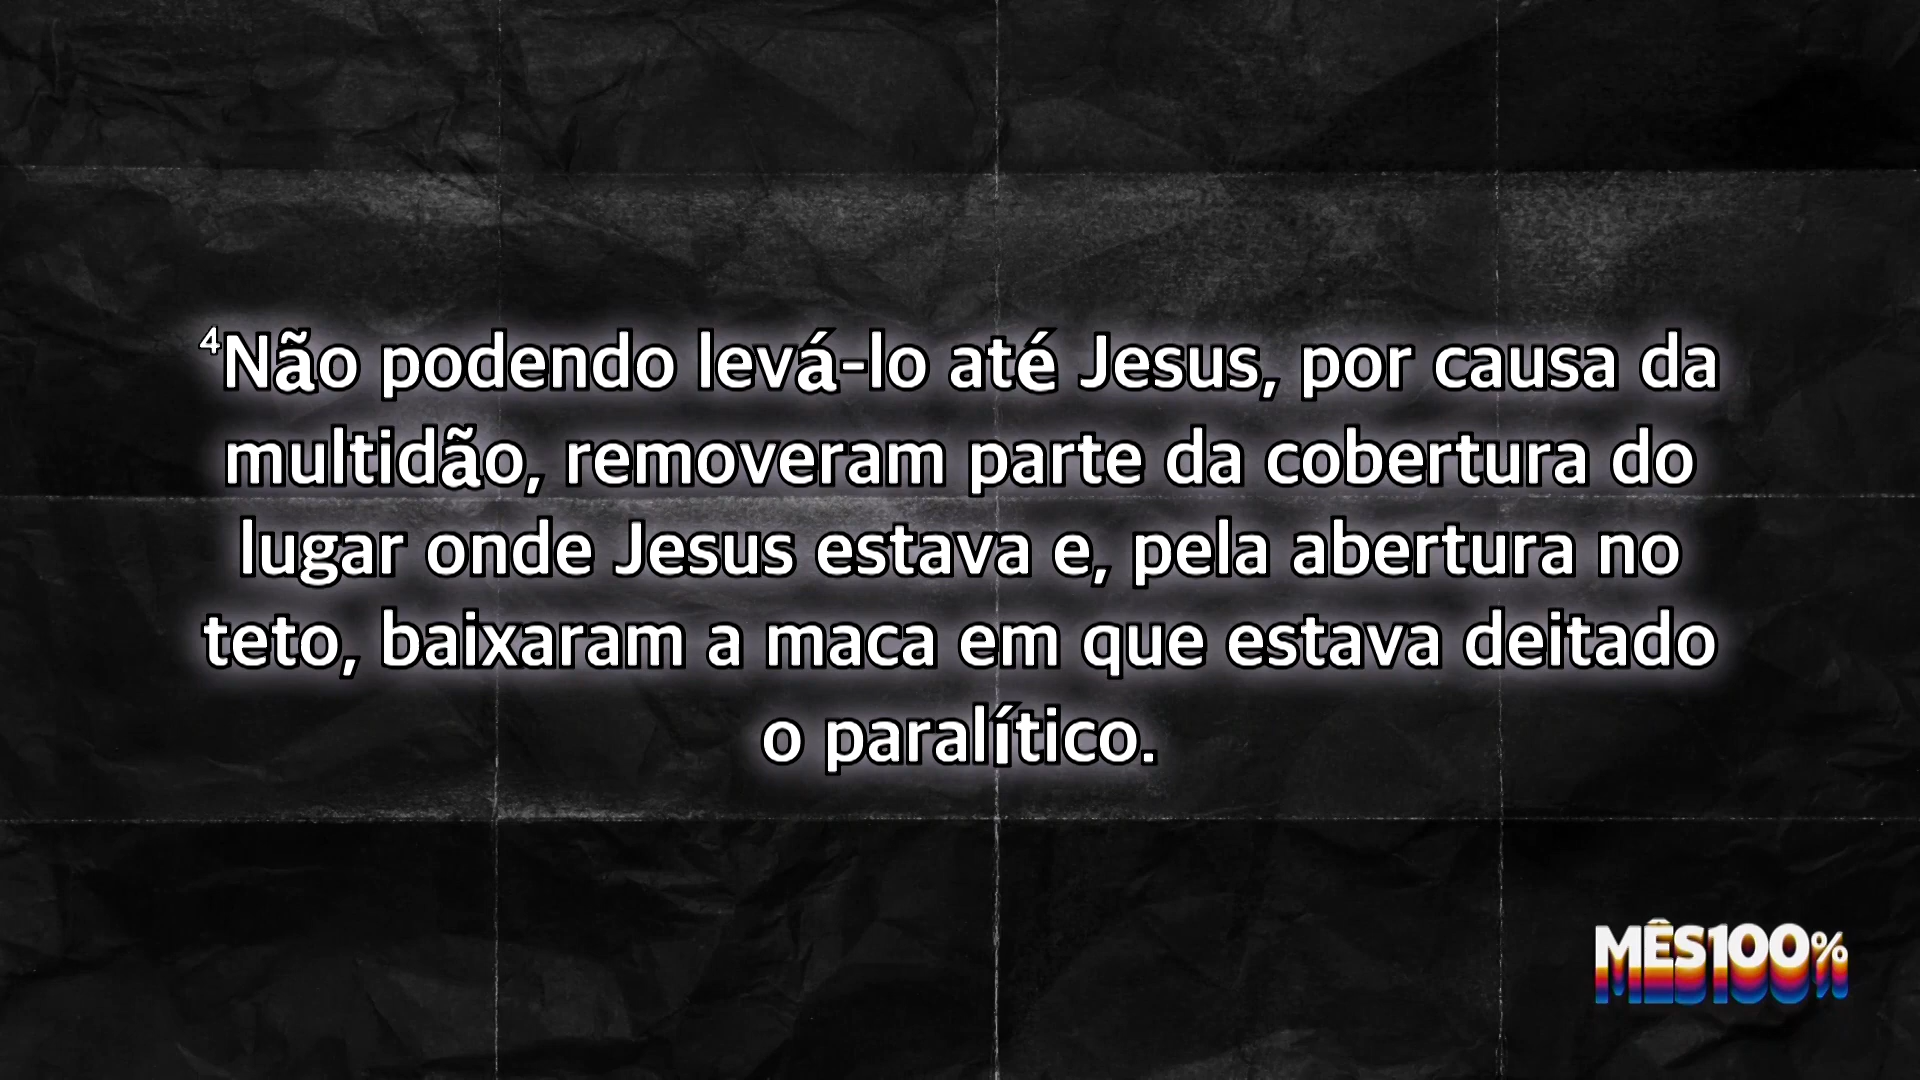 ⁴Não podendo levá-lo até Jesus, por causa da
multidão, removeram parte da cobertura do
lugar onde Jesus estava e, pela abertura no
teto, baixaram a maca em que estava deitado
o paralítico.
MÊS100%